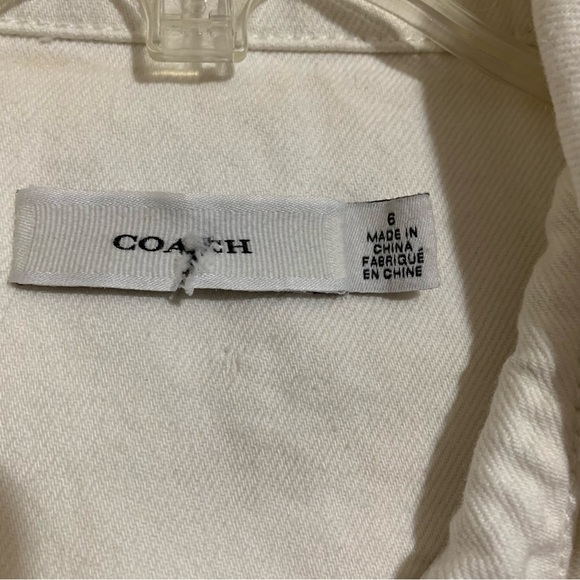 COACH
6
MADE IN
CHINA
FABRIQUÉ
EN CHINE